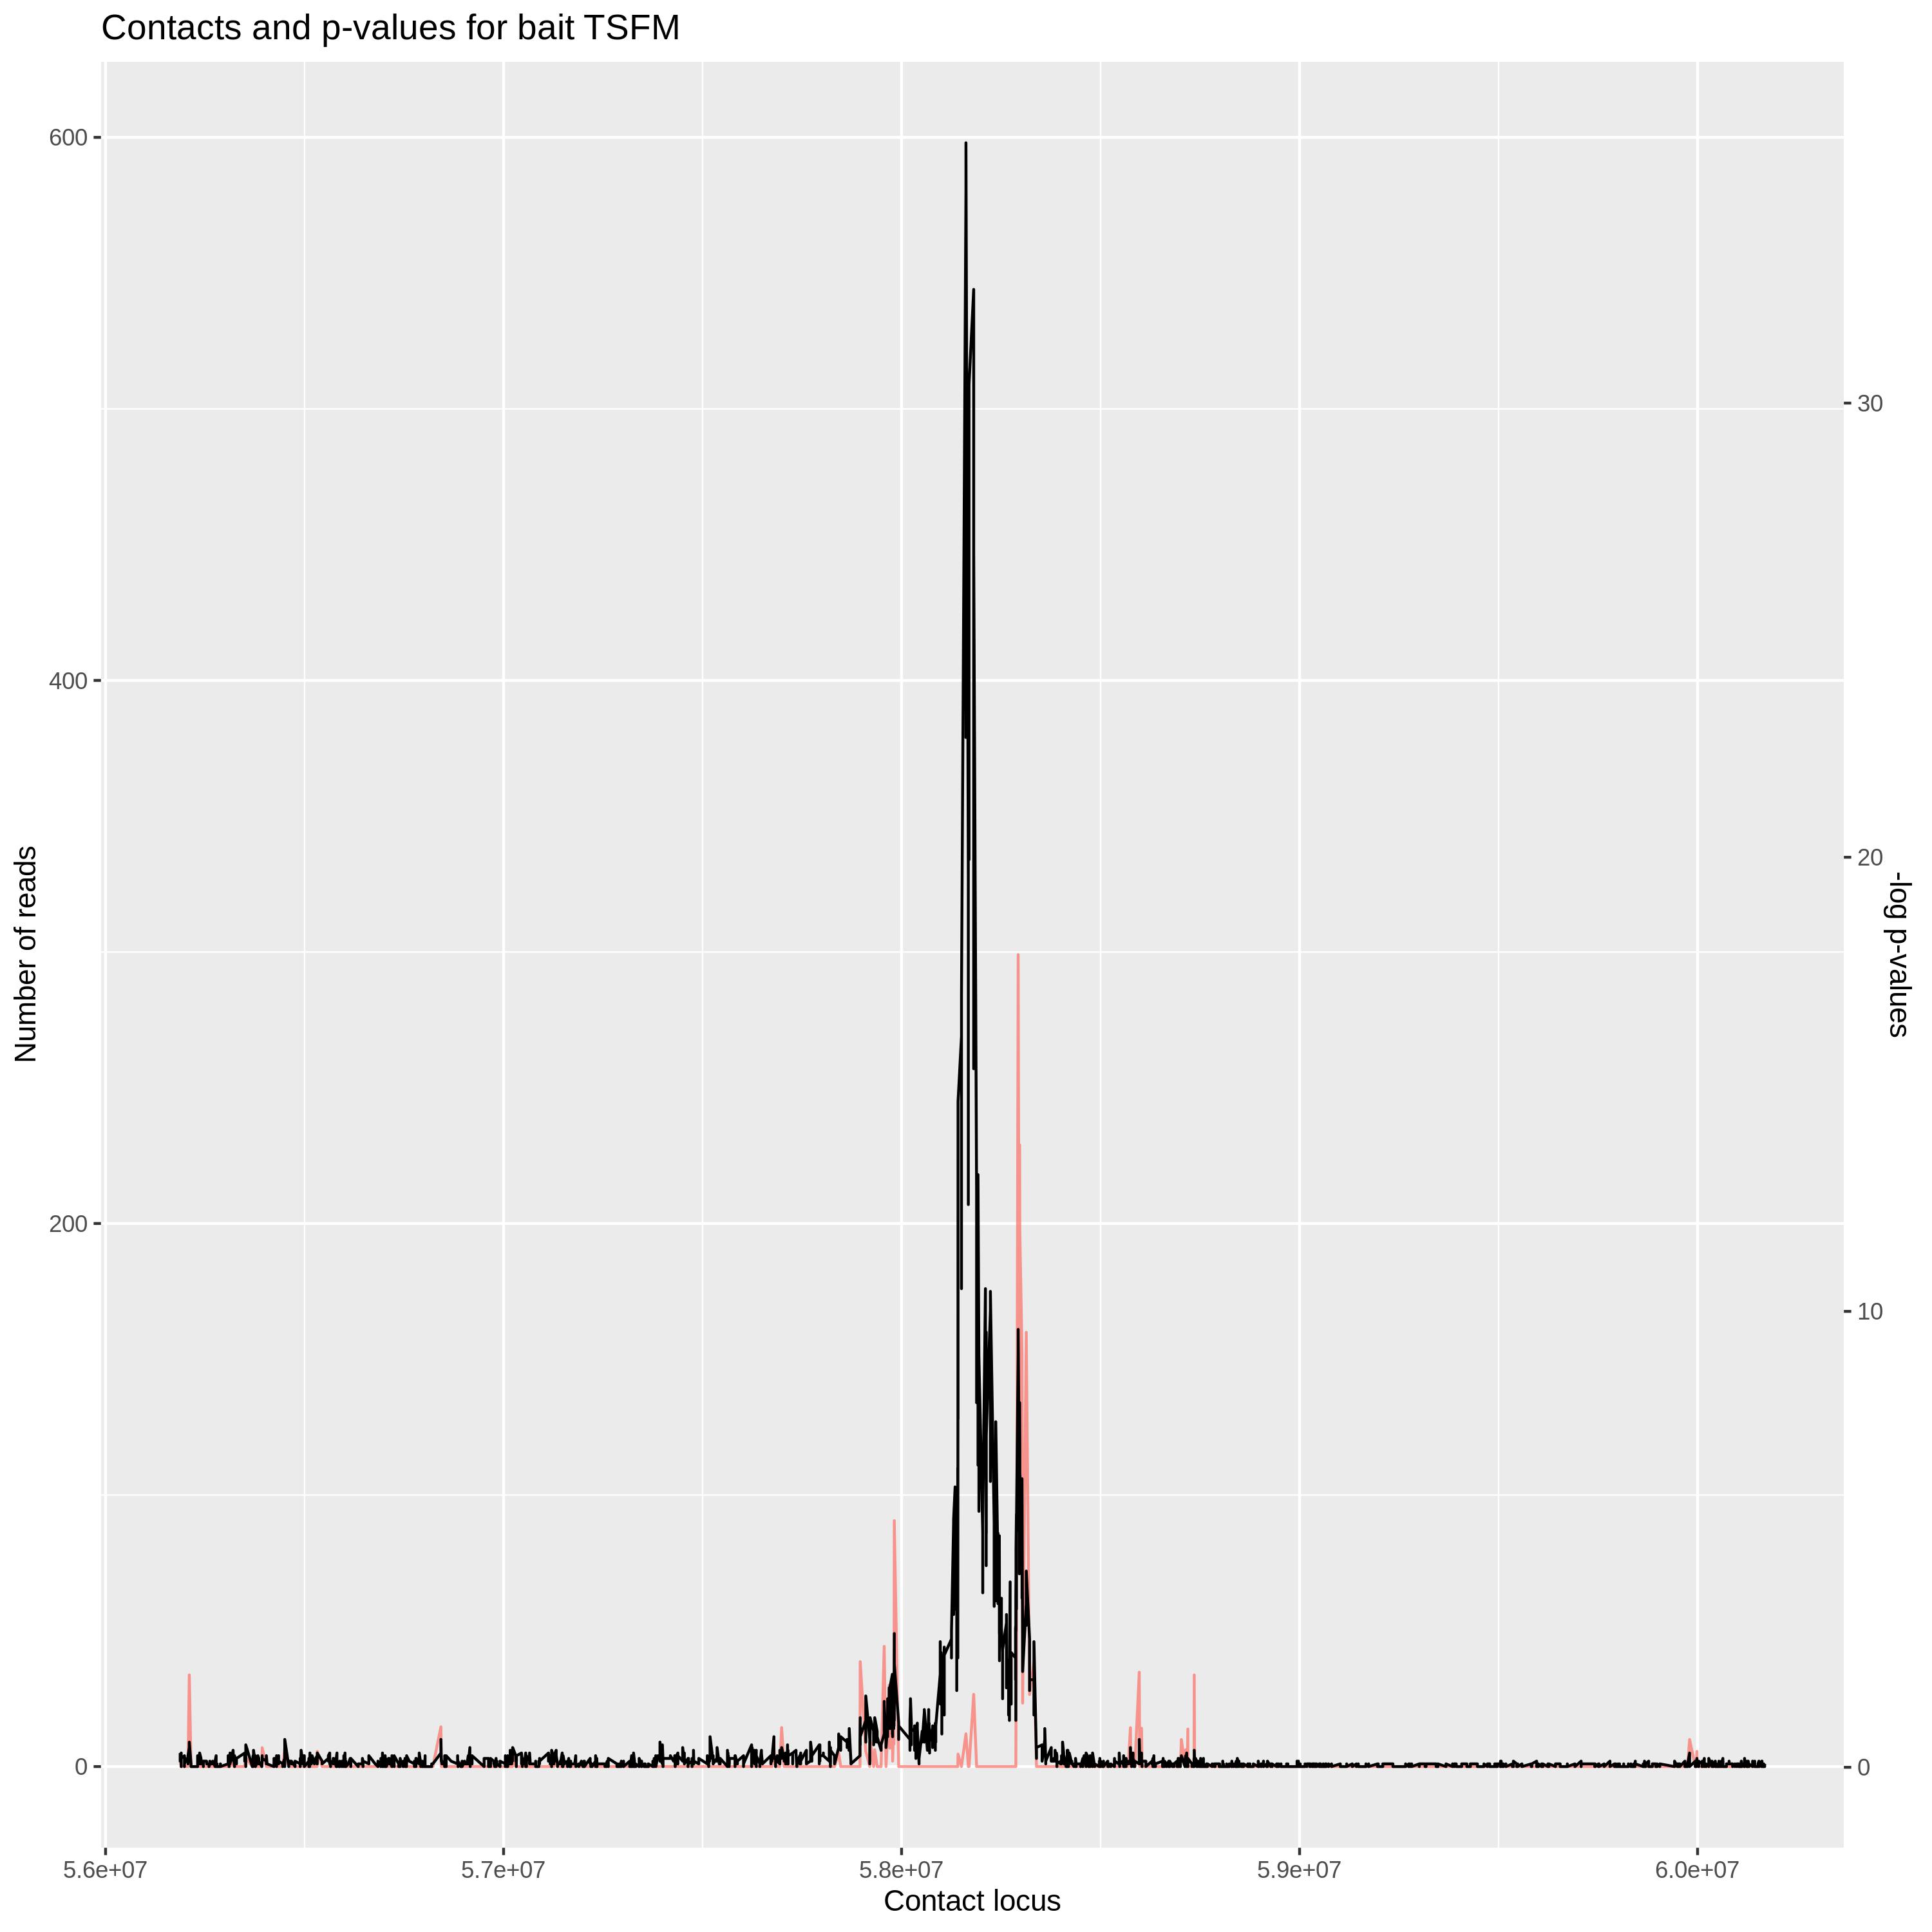 Contacts and p-values for bait TSFM
600
400
200
0
Number of reads
30
20
10
0
-log p-values
5.6e+07
5.7e+07
5.8e+07
5.9e+07
6.0e+07
Contact locus